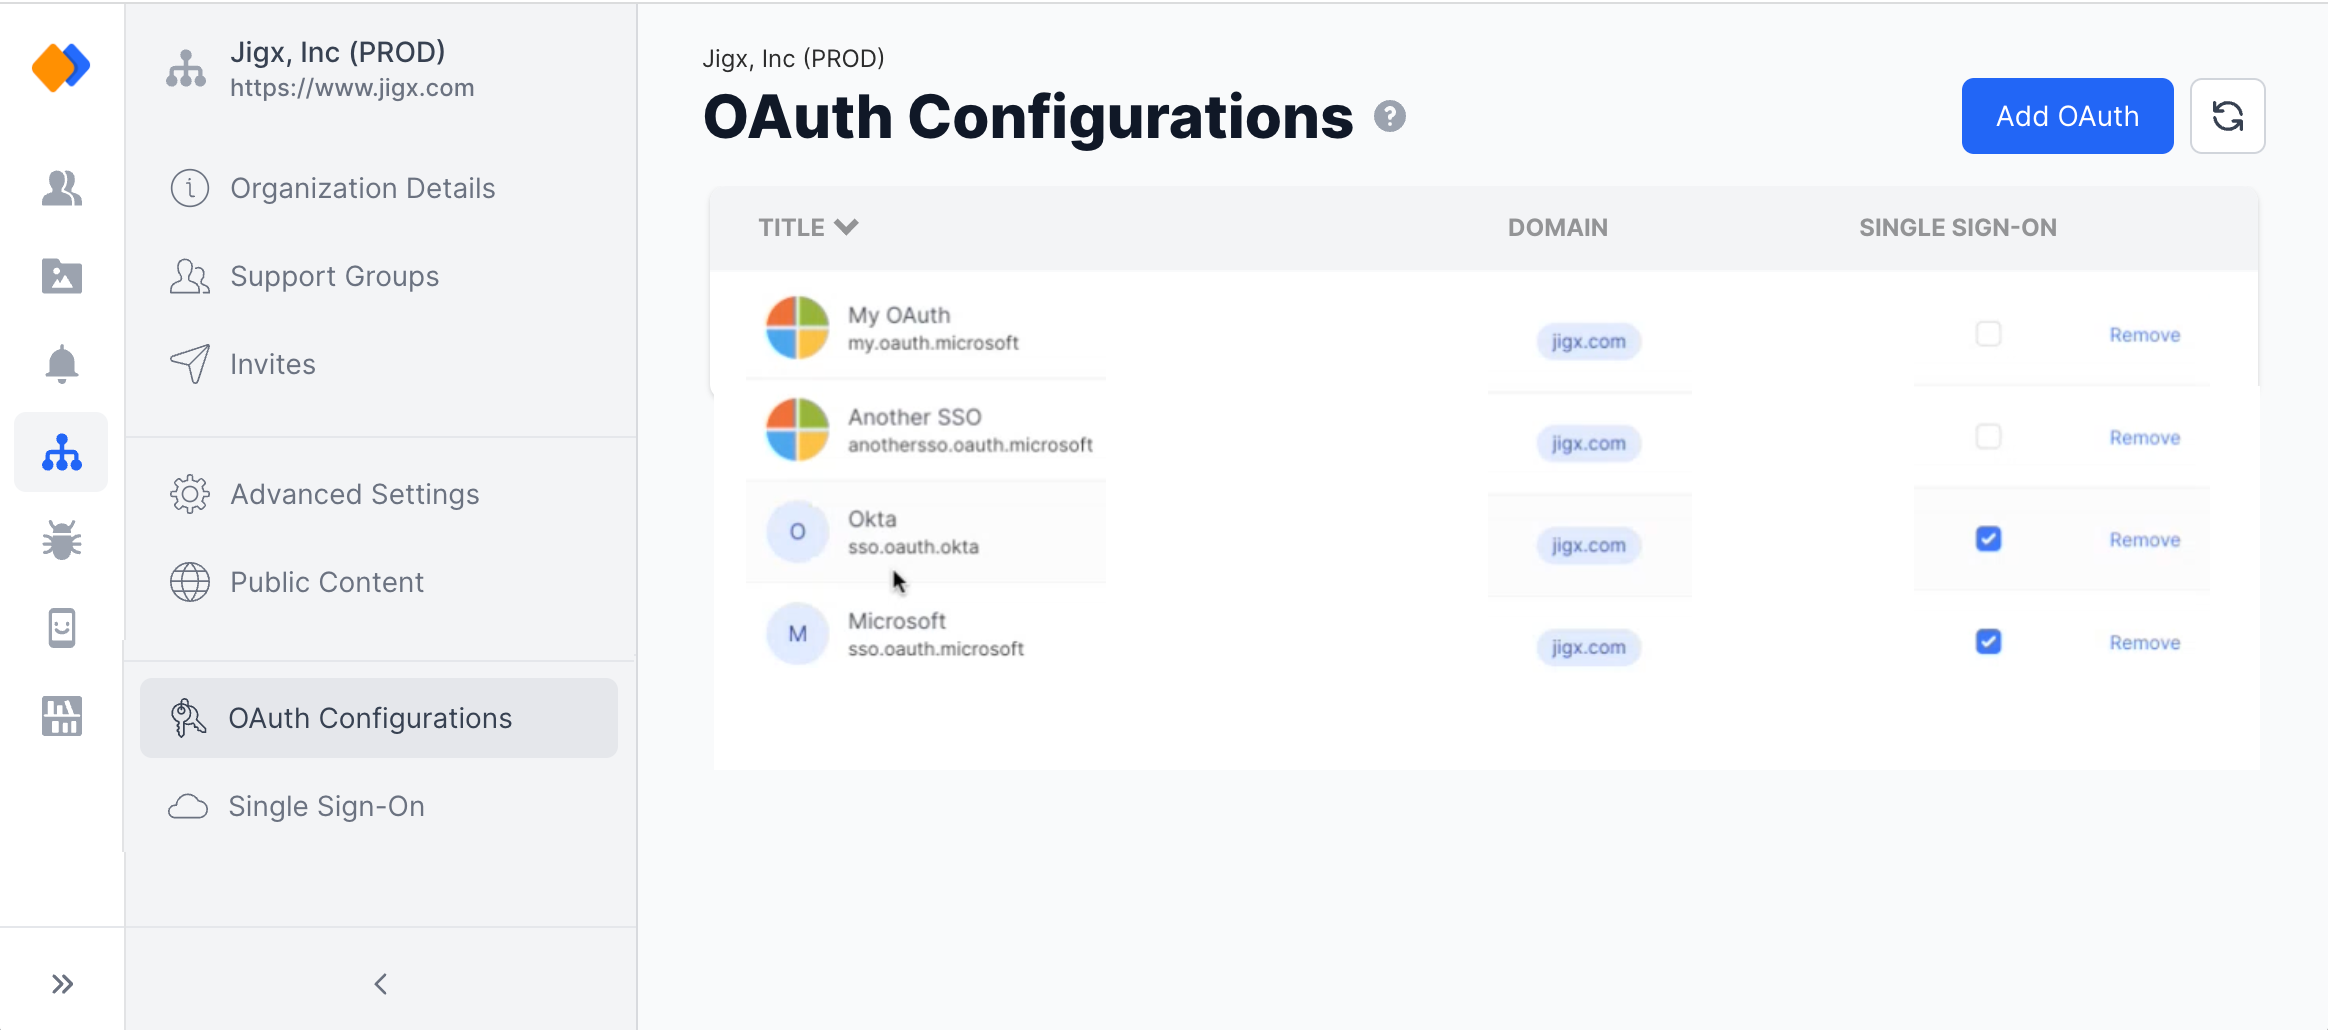 Jigx, Inc (PROD)
https://www.jigx.com
Organization Details
Support Groups
Invites
Advanced Settings
Public Content
OAuth Configurations
Single Sign-On
Jigx, Inc (PROD)
OAuth Configurations ?
Add OAuth
TITLE DOMAIN SINGLE SIGN-ON
My OAuth
my.oauth.microsoft
jigx.com Remove
Another SSO
anothersso.oauth.microsoft
jigx.com Remove
O Okta
sso.oauth.okta
jigx.com Remove
M Microsoft
sso.oauth.microsoft
jigx.com Remove